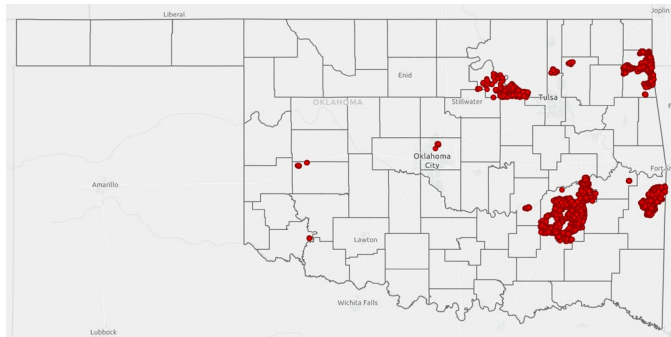 Liberal
Joplin
Enid
OKLAHOMA
Stillwater
Tulsa
Oklahoma
City
Amarillo
Lawton
Wichita Falls
Lubbock